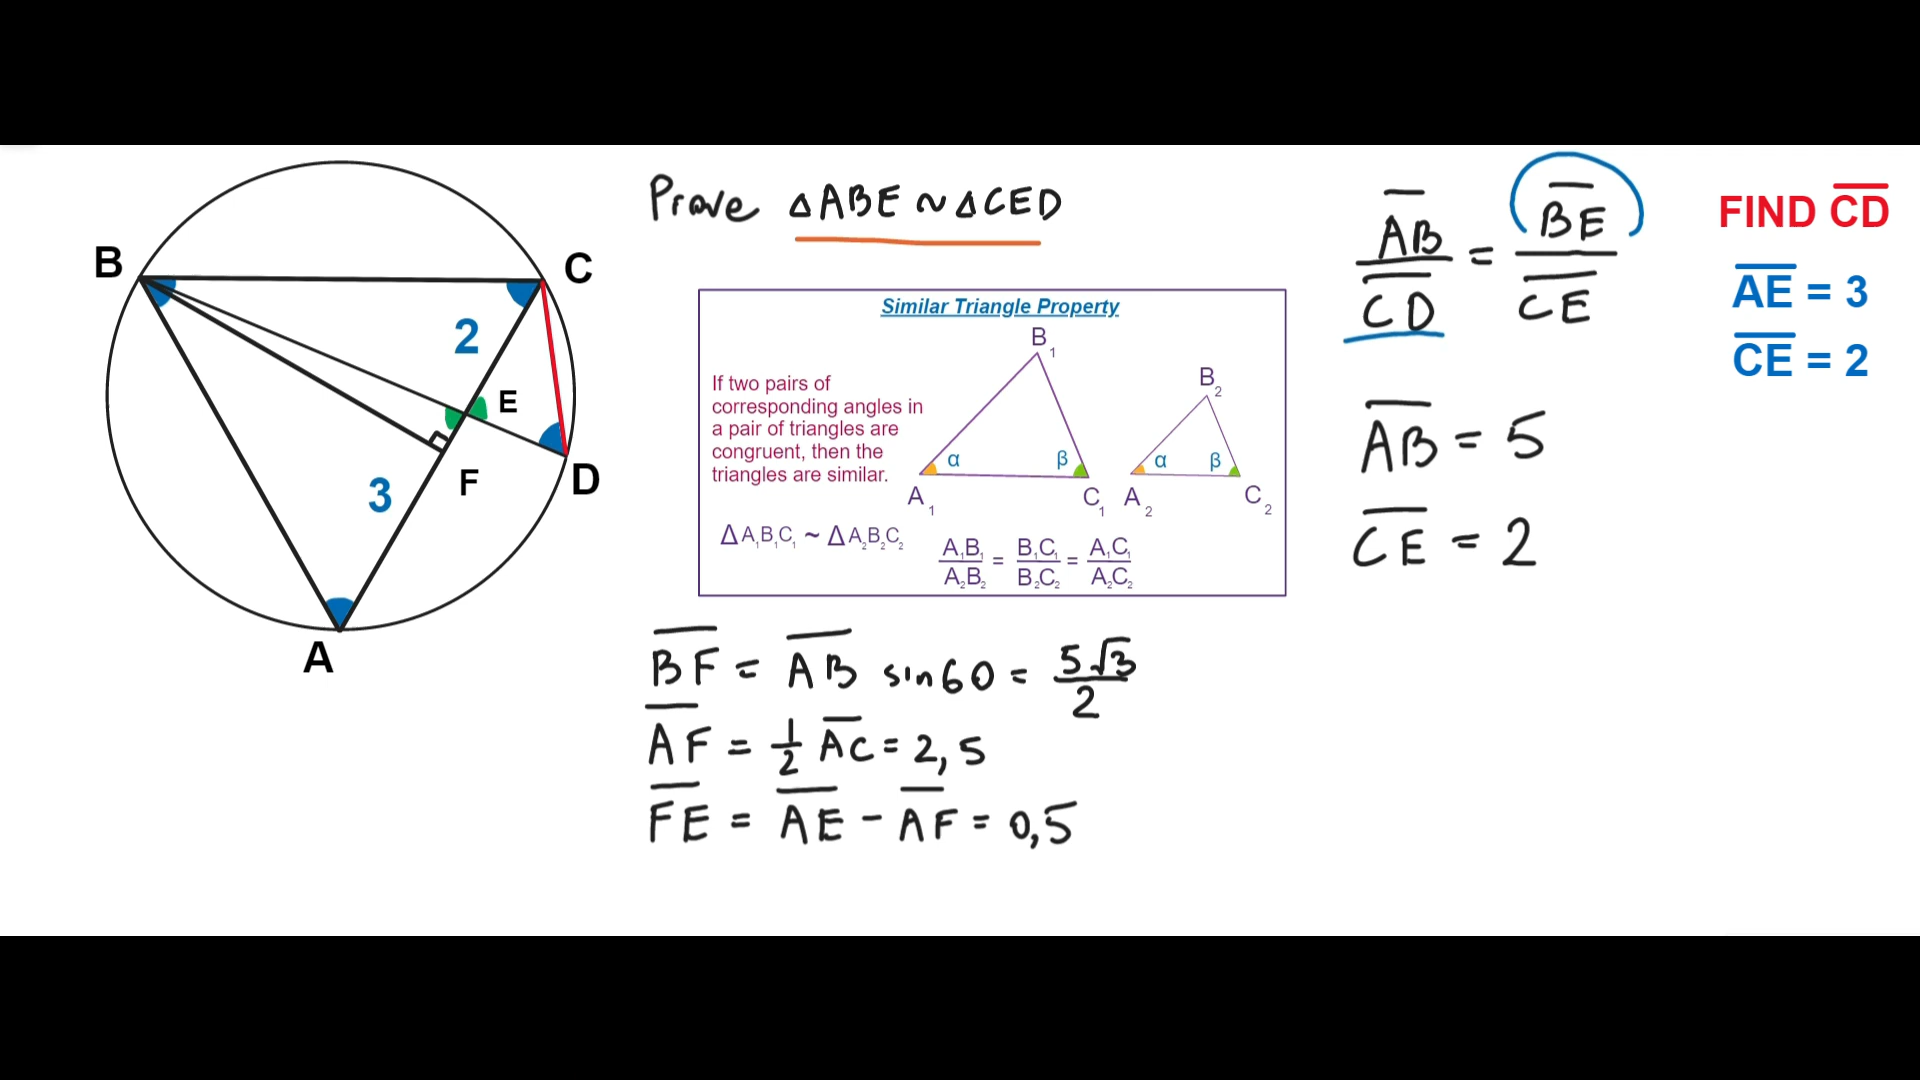 B
C
2
E
D
F
3
A
Prove △ABE ~ △CED
Similar Triangle Property
If two pairs of
corresponding angles in
a pair of triangles are
congruent, then the
triangles are similar.
B₁
α
β
A₁
C₁
B₂
α
β
A₂
C₂
ΔA₁B₁C₁ ~ ΔA₂B₂C₂
A₁B₁/A₂B₂ = B₁C₁/B₂C₂ = A₁C₁/A₂C₂
BF = AB sin60 = 5√3/2
AF = 1/2 AC = 2,5
FE = AE - AF = 0,5
AB/CD = BE/CE
AB = 5
CE = 2
FIND CD
AE = 3
CE = 2